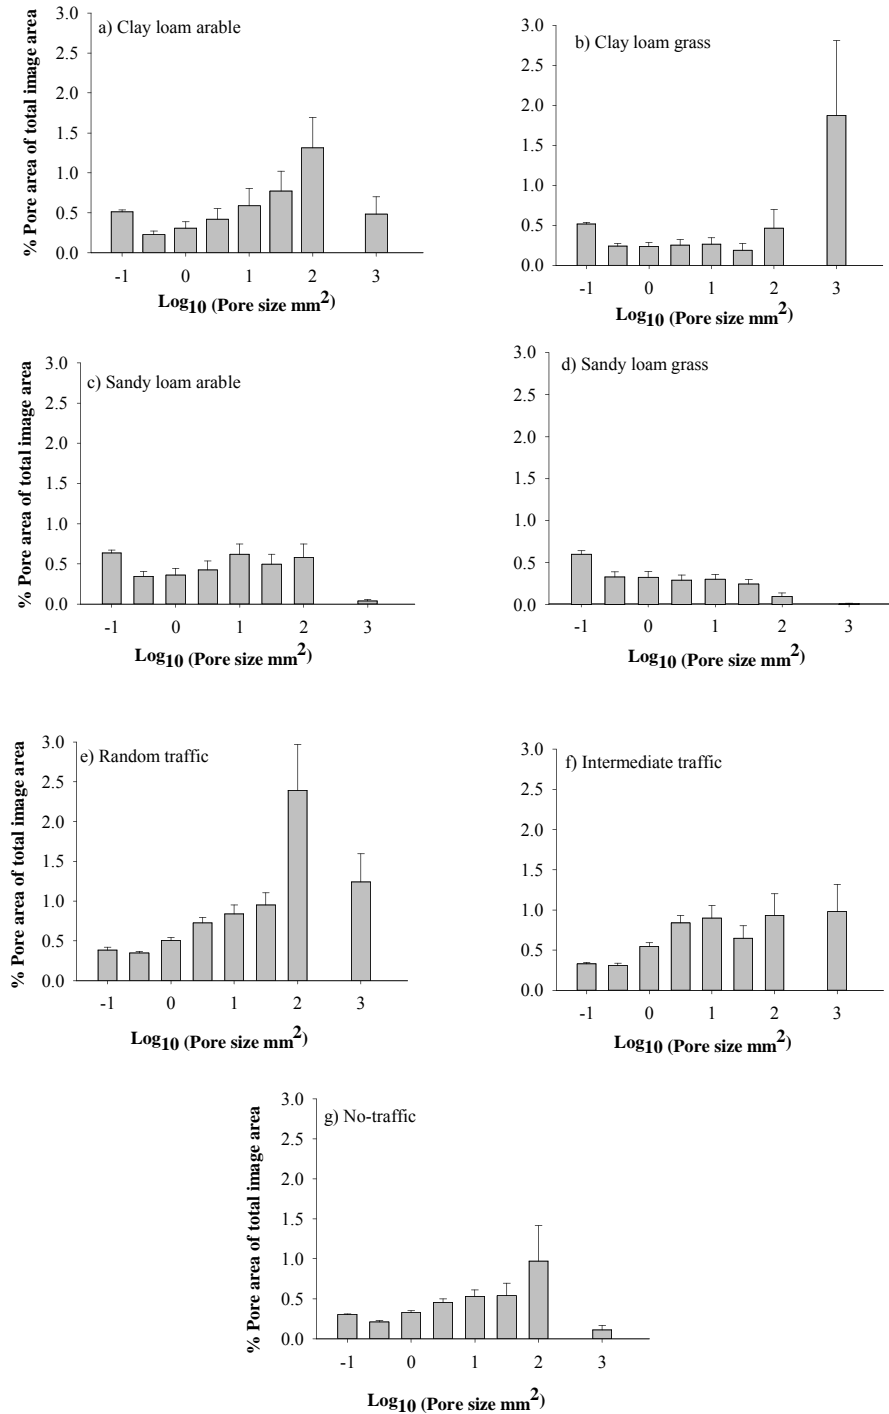 a) Clay loam arable
% Pore area of total image area
3.0
2.5
2.0
1.5
1.0
0.5
0.0
-1 0 1 2 3
Log10 (Pore size mm2)
b) Clay loam grass
3.0
2.5
2.0
1.5
1.0
0.5
0.0
-1 0 1 2 3
Log10 (Pore size mm2)
c) Sandy loam arable
% Pore area of total image area
3.0
2.5
2.0
1.5
1.0
0.5
0.0
-1 0 1 2 3
Log10 (Pore size mm2)
d) Sandy loam grass
3.0
2.5
2.0
1.5
1.0
0.5
0.0
-1 0 1 2 3
Log10 (Pore size mm2)
e) Random traffic
% Pore area of total image area
3.0
2.5
2.0
1.5
1.0
0.5
0.0
-1 0 1 2 3
Log10 (Pore size mm2)
f) Intermediate traffic
3.0
2.5
2.0
1.5
1.0
0.5
0.0
-1 0 1 2 3
Log10 (Pore size mm2)
g) No-traffic
% Pore area of total image area
3.0
2.5
2.0
1.5
1.0
0.5
0.0
-1 0 1 2 3
Log10 (Pore size mm2)